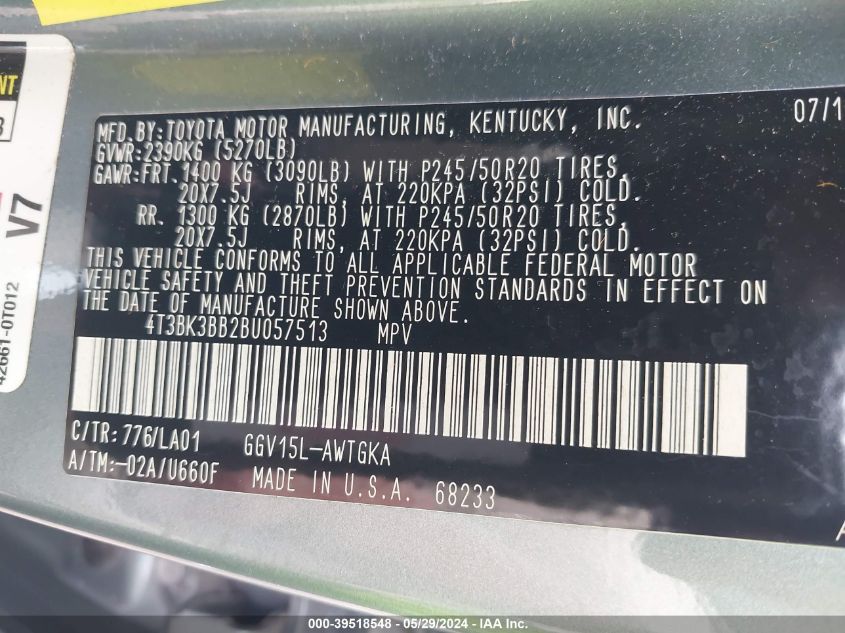 MFD. BY: TOYOTA MOTOR MANUFACTURING, KENTUCKY, INC. 07/1
GVWR: 2390KG (5270LB)
GAWR: FRT. 1400 KG (3090LB) WITH P245/50R20 TIRES,
20X7.5J RIMS, AT 220KPA (32PSI) COLD.
RR. 1300 KG (2870LB) WITH P245/50R20 TIRES,
20X7.5J RIMS, AT 220KPA (32PSI) COLD.
THIS VEHICLE CONFORMS TO ALL APPLICABLE FEDERAL MOTOR
VEHICLE SAFETY AND THEFT PREVENTION STANDARDS IN EFFECT ON
THE DATE OF MANUFACTURE SHOWN ABOVE.
4T3BK3BB2BU057513 MPV
C/TR: 776/LA01 GGV15L-AWTGKA
A/TM: -02A/U660F MADE IN U.S.A. 68233
NT
V7
42661-0T012
000-39518548 - 05/29/2024 - IAA Inc.